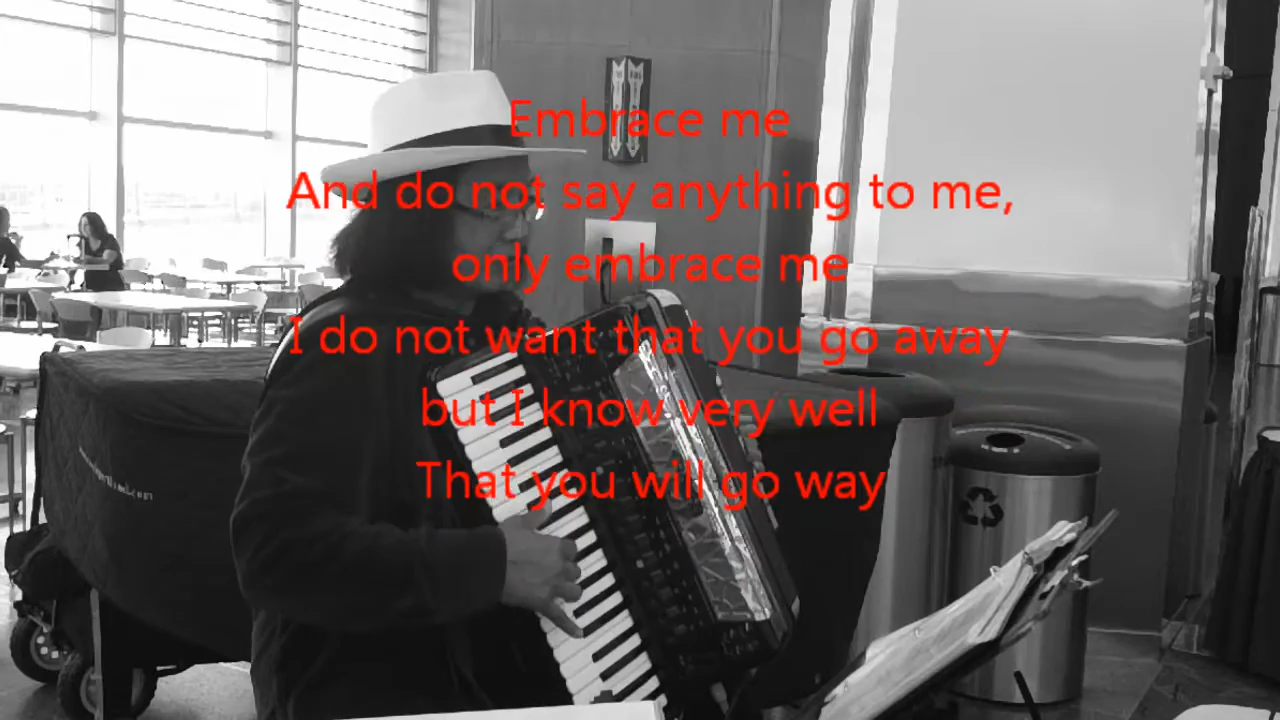 Embrace me
And do not say anything to me,
only embrace me
I do not want that you go away
but I know very well
That you will go way